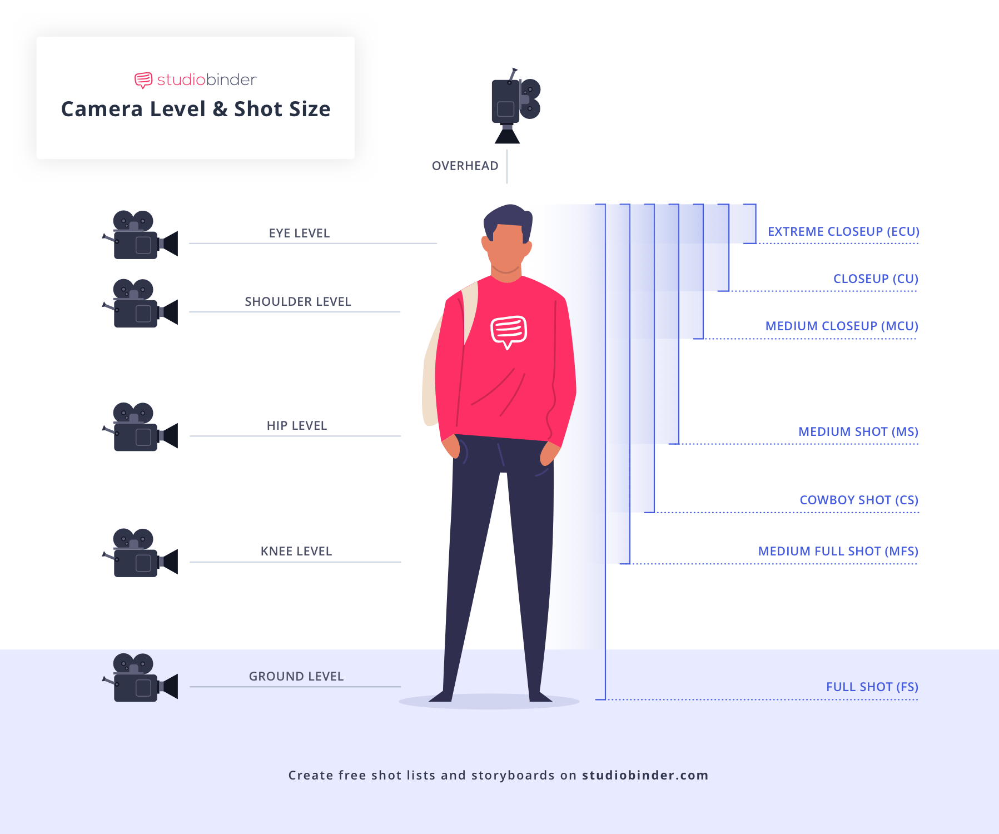 studiobinder
Camera Level & Shot Size
OVERHEAD
EYE LEVEL
SHOULDER LEVEL
HIP LEVEL
KNEE LEVEL
GROUND LEVEL
EXTREME CLOSEUP (ECU)
CLOSEUP (CU)
MEDIUM CLOSEUP (MCU)
MEDIUM SHOT (MS)
COWBOY SHOT (CS)
MEDIUM FULL SHOT (MFS)
FULL SHOT (FS)
Create free shot lists and storyboards on studiobinder.com